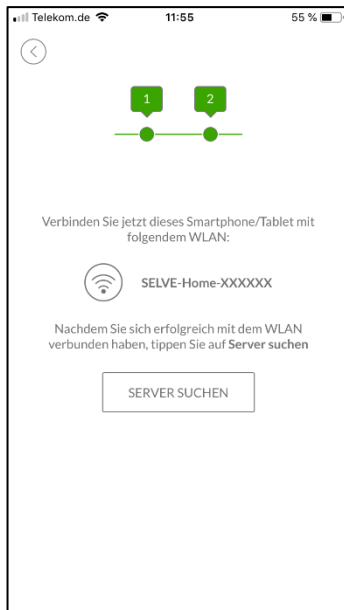 Telekom.de 11:55 55 %
1 2
Verbinden Sie jetzt dieses Smartphone/Tablet mit
folgendem WLAN:
SELVE-Home-XXXXXX
Nachdem Sie sich erfolgreich mit dem WLAN
verbunden haben, tippen Sie auf Server suchen
SERVER SUCHEN